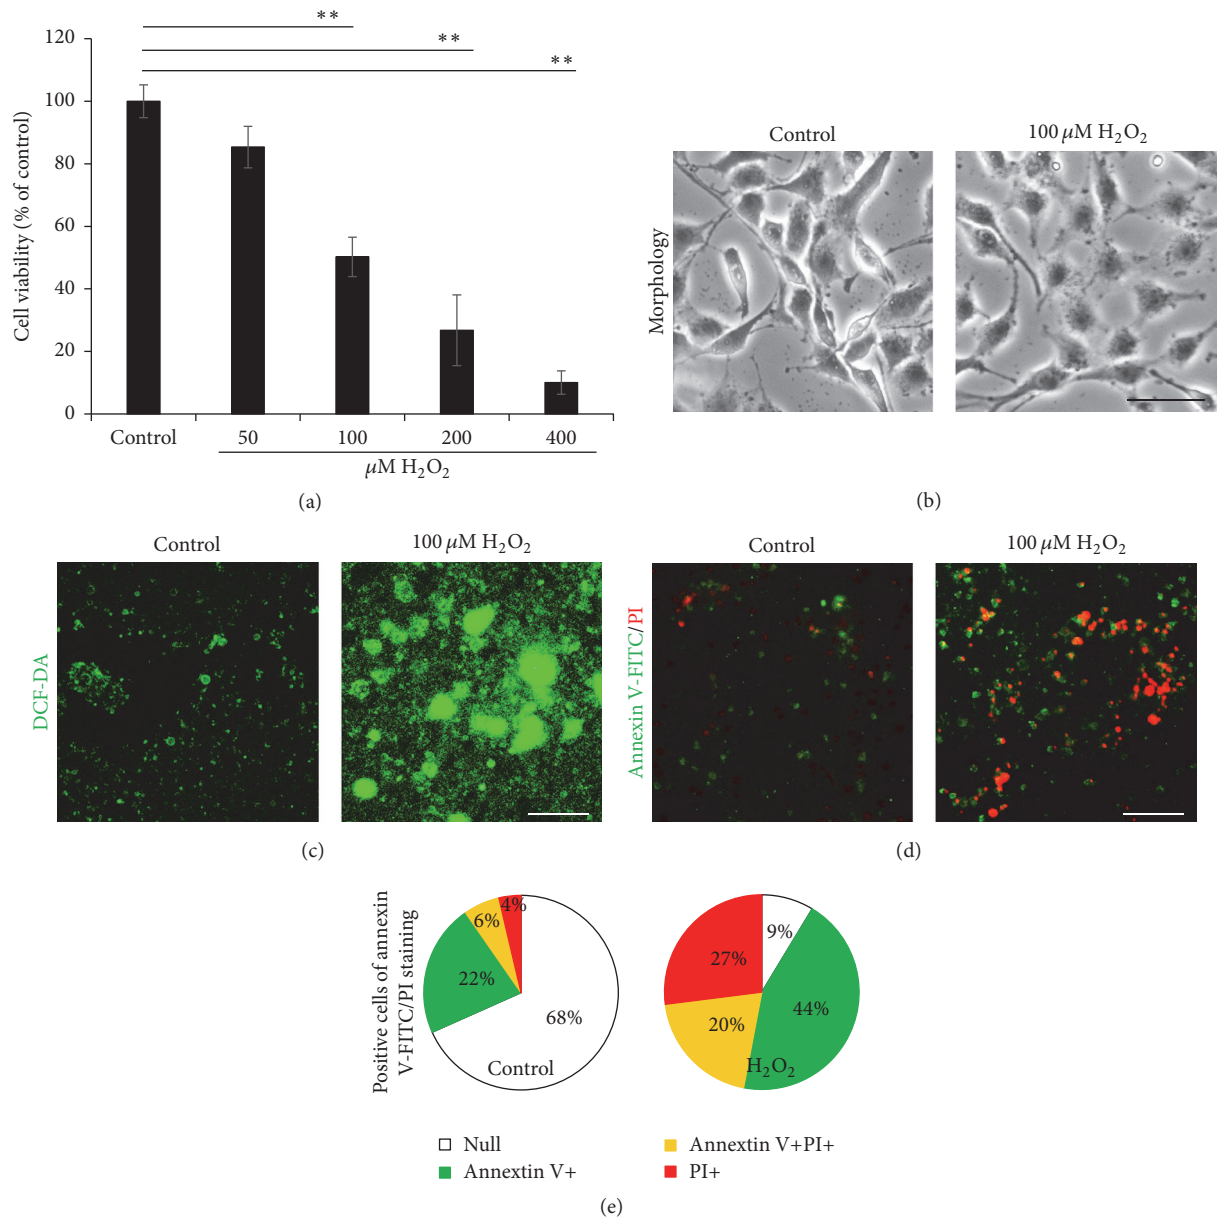 **
**
**
120
100
80
60
40
20
0
Cell viability (% of control)
Control
50
100
200
400
μM H₂O₂
(a)
Control
100 μM H₂O₂
Morphology
(b)
Control
100 μM H₂O₂
DCF-DA
(c)
Control
100 μM H₂O₂
Annexin V-FITC/PI
(d)
Positive cells of annexin
V-FITC/PI staining
4%
6%
22%
68%
Control
9%
27%
44%
20%
H₂O₂
Null
Annextin V+
Annextin V+PI+
PI+
(e)